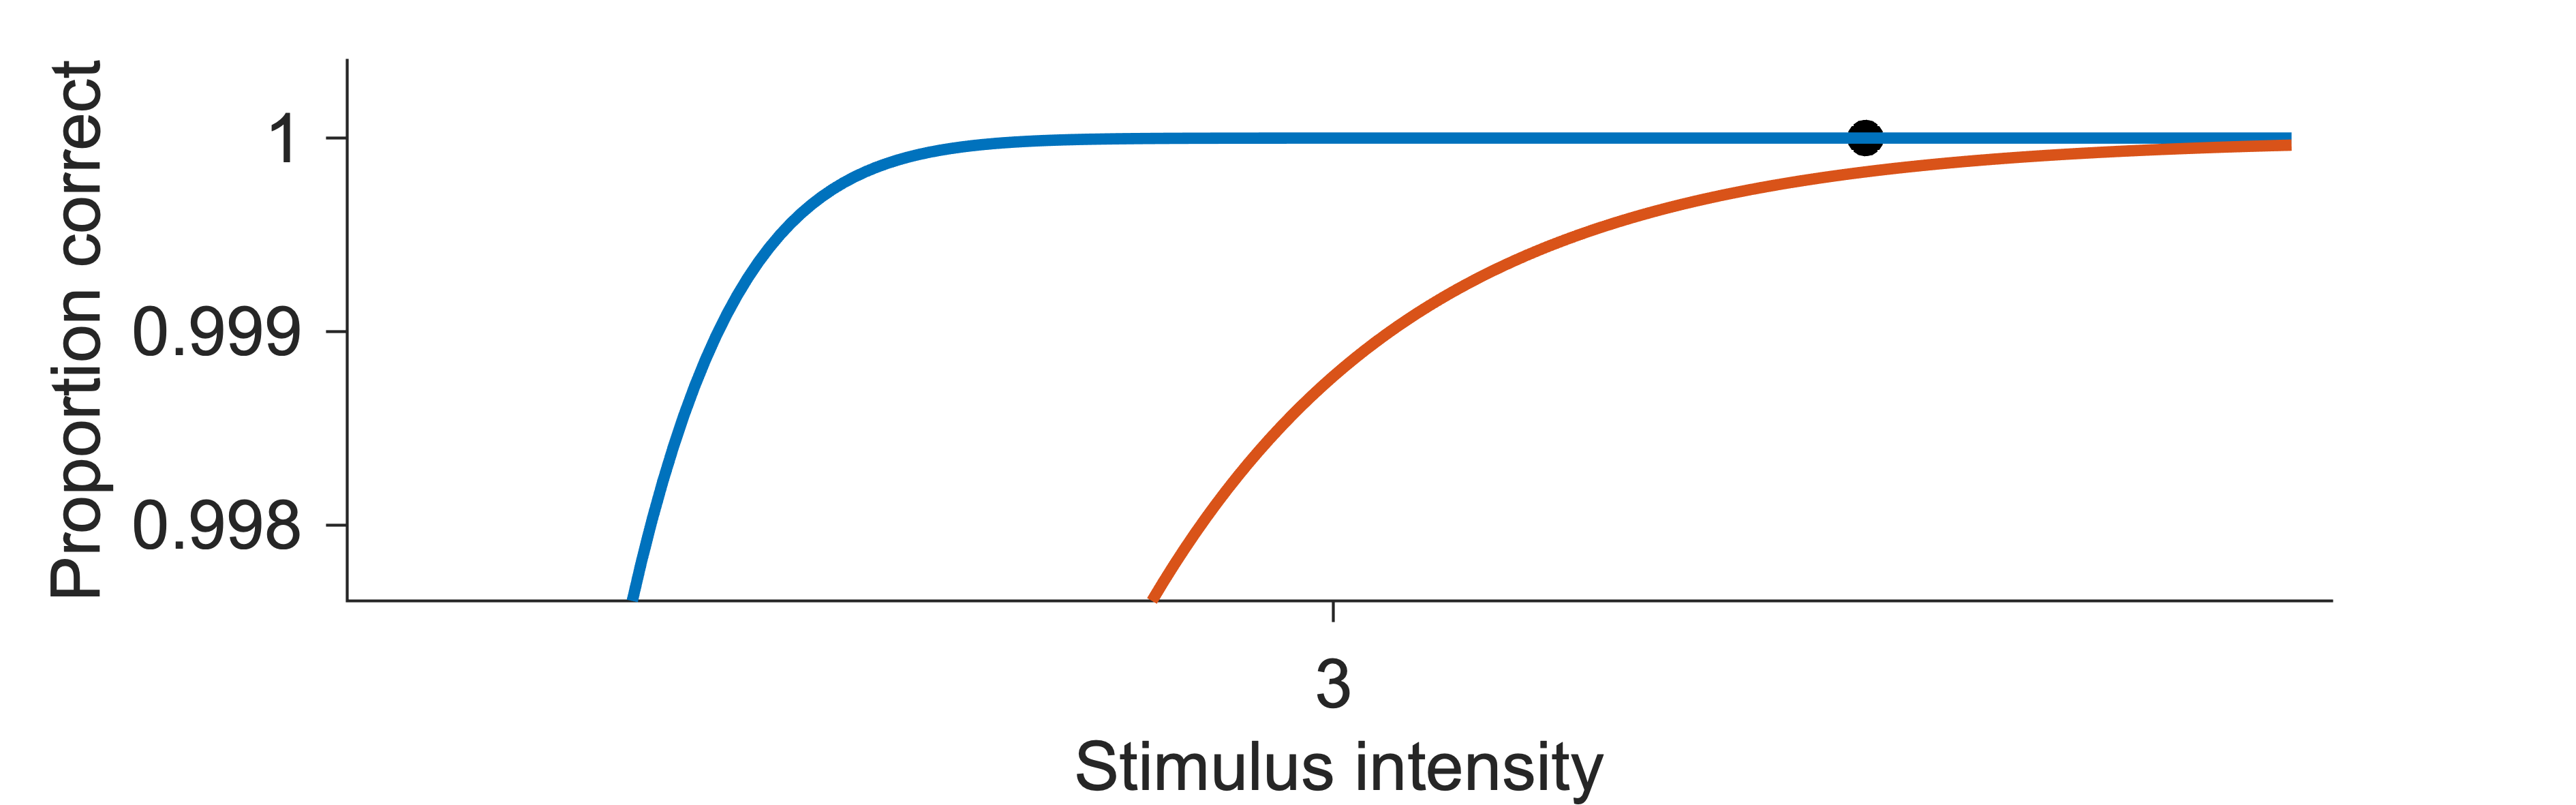 Proportion correct
1
0.999
0.998
3
Stimulus intensity